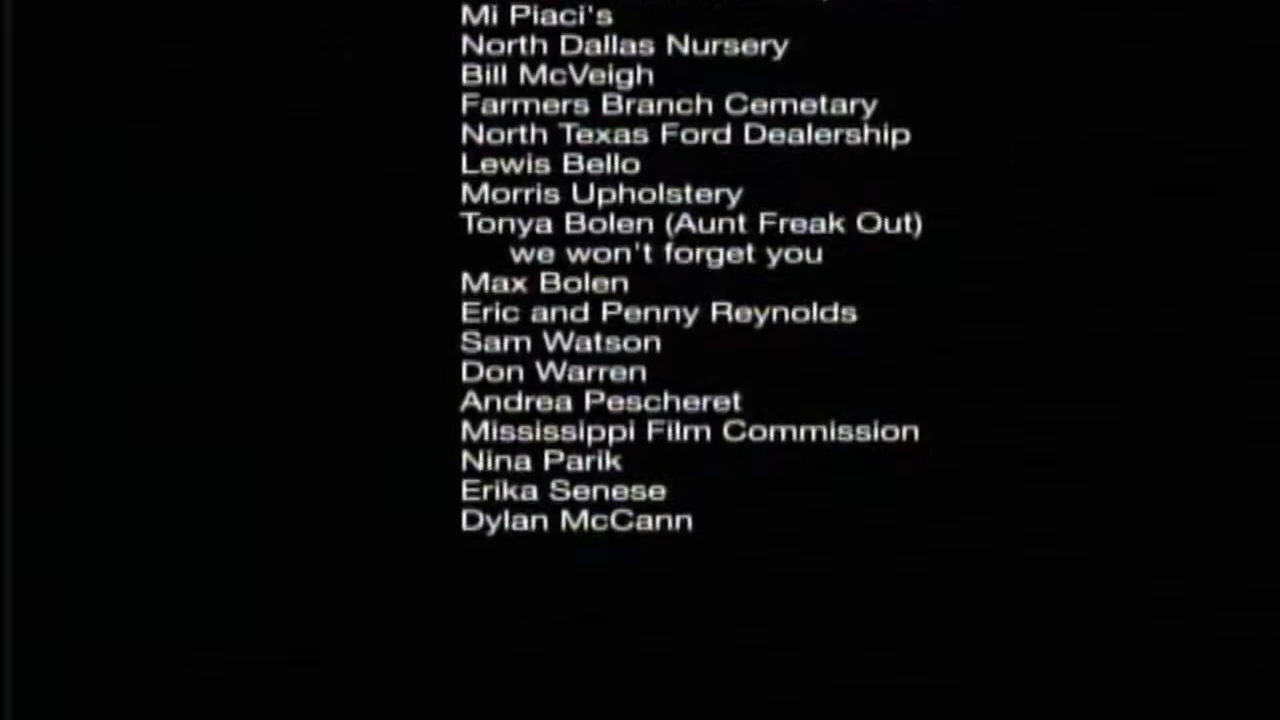 Mi Piaci's
North Dallas Nursery
Bill McVeigh
Farmers Branch Cemetary
North Texas Ford Dealership
Lewis Bello
Morris Upholstery
Tonya Bolen (Aunt Freak Out)
we won't forget you
Max Bolen
Eric and Penny Reynolds
Sam Watson
Don Warren
Andrea Pescheret
Mississippi Film Commission
Nina Parik
Erika Senese
Dylan McCann